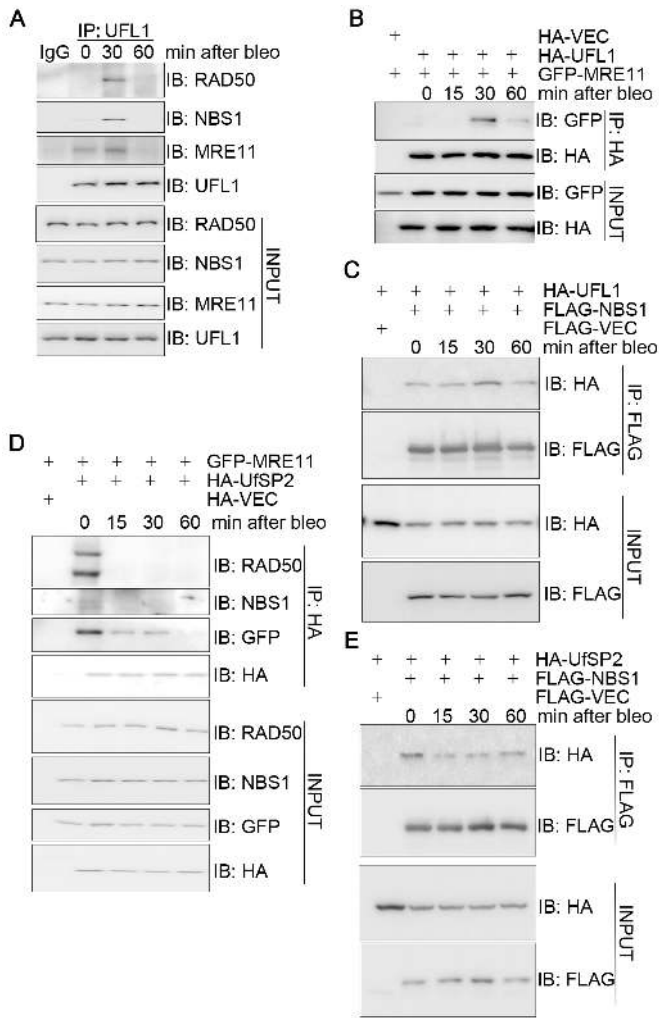 A
IP: UFL1
IgG 0 30 60 min after bleo
IB: RAD50
IB: NBS1
IB: MRE11
IB: UFL1
IB: RAD50
IB: NBS1
IB: MRE11
IB: UFL1
INPUT
B
+ HA-VEC
+ + + + HA-UFL1
+ + + + + GFP-MRE11
0 15 30 60 min after bleo
IB: GFP
IB: HA
IP: HA
IB: GFP
IB: HA
INPUT
C
+ + + + + HA-UFL1
+ + + + FLAG-NBS1
+ FLAG-VEC
0 15 30 60 min after bleo
IB: HA
IB: FLAG
IP: FLAG
IB: HA
IB: FLAG
INPUT
D
+ + + + + GFP-MRE11
+ + + + HA-UfSP2
+ HA-VEC
0 15 30 60 min after bleo
IB: RAD50
IB: NBS1
IB: GFP
IB: HA
IP: HA
IB: RAD50
IB: NBS1
IB: GFP
IB: HA
INPUT
E
+ + + + + HA-UfSP2
+ + + + FLAG-NBS1
+ FLAG-VEC
0 15 30 60 min after bleo
IB: HA
IB: FLAG
IP: FLAG
IB: HA
IB: FLAG
INPUT